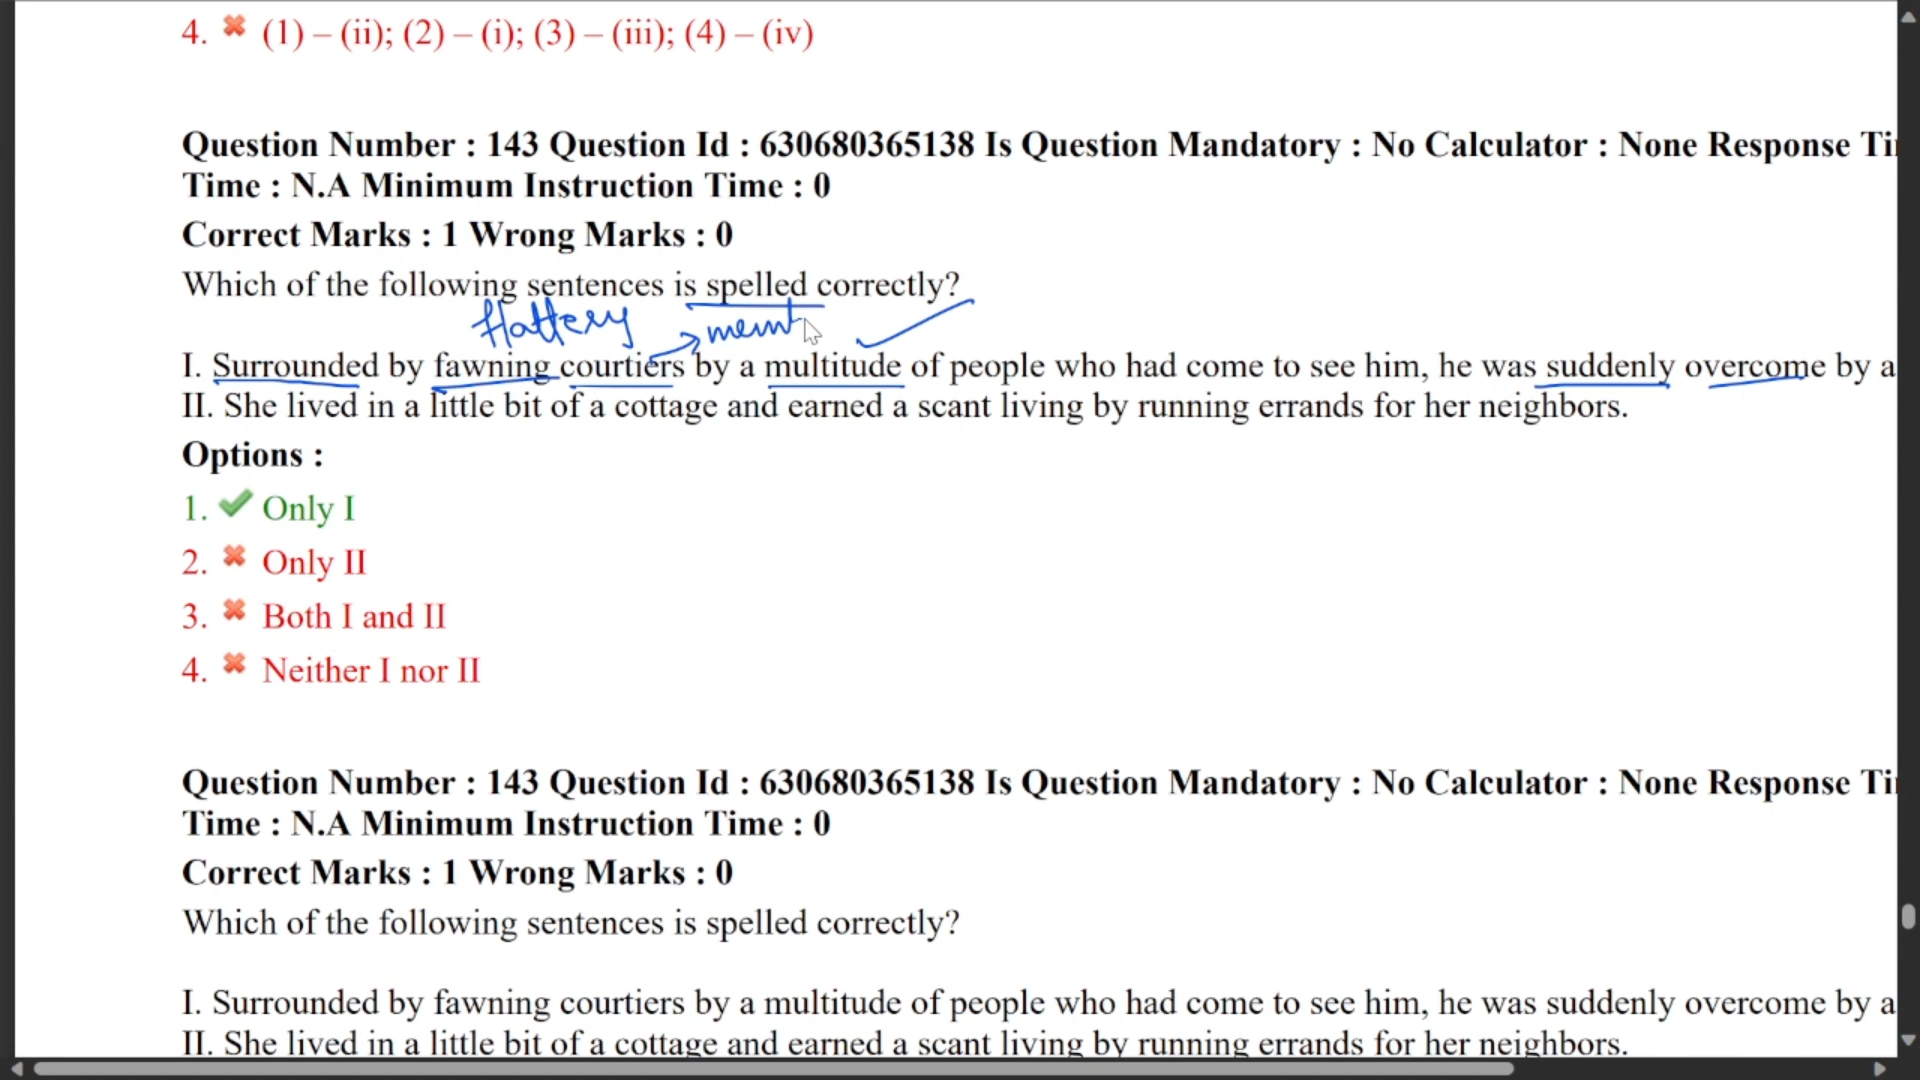 4. (1) – (ii); (2) – (i); (3) – (iii); (4) – (iv)
Question Number : 143 Question Id : 630680365138 Is Question Mandatory : No Calculator : None Response Ti
Time : N.A Minimum Instruction Time : 0
Correct Marks : 1 Wrong Marks : 0
Which of the following sentences is spelled correctly?
flattery
I. Surrounded by fawning courtiers by a multitude of people who had come to see him, he was suddenly overcome by a
II. She lived in a little bit of a cottage and earned a scant living by running errands for her neighbors.
Options :
1. Only I
2. Only II
3. Both I and II
4. Neither I nor II
Question Number : 143 Question Id : 630680365138 Is Question Mandatory : No Calculator : None Response Ti
Time : N.A Minimum Instruction Time : 0
Correct Marks : 1 Wrong Marks : 0
Which of the following sentences is spelled correctly?
I. Surrounded by fawning courtiers by a multitude of people who had come to see him, he was suddenly overcome by a
II. She lived in a little bit of a cottage and earned a scant living by running errands for her neighbors.